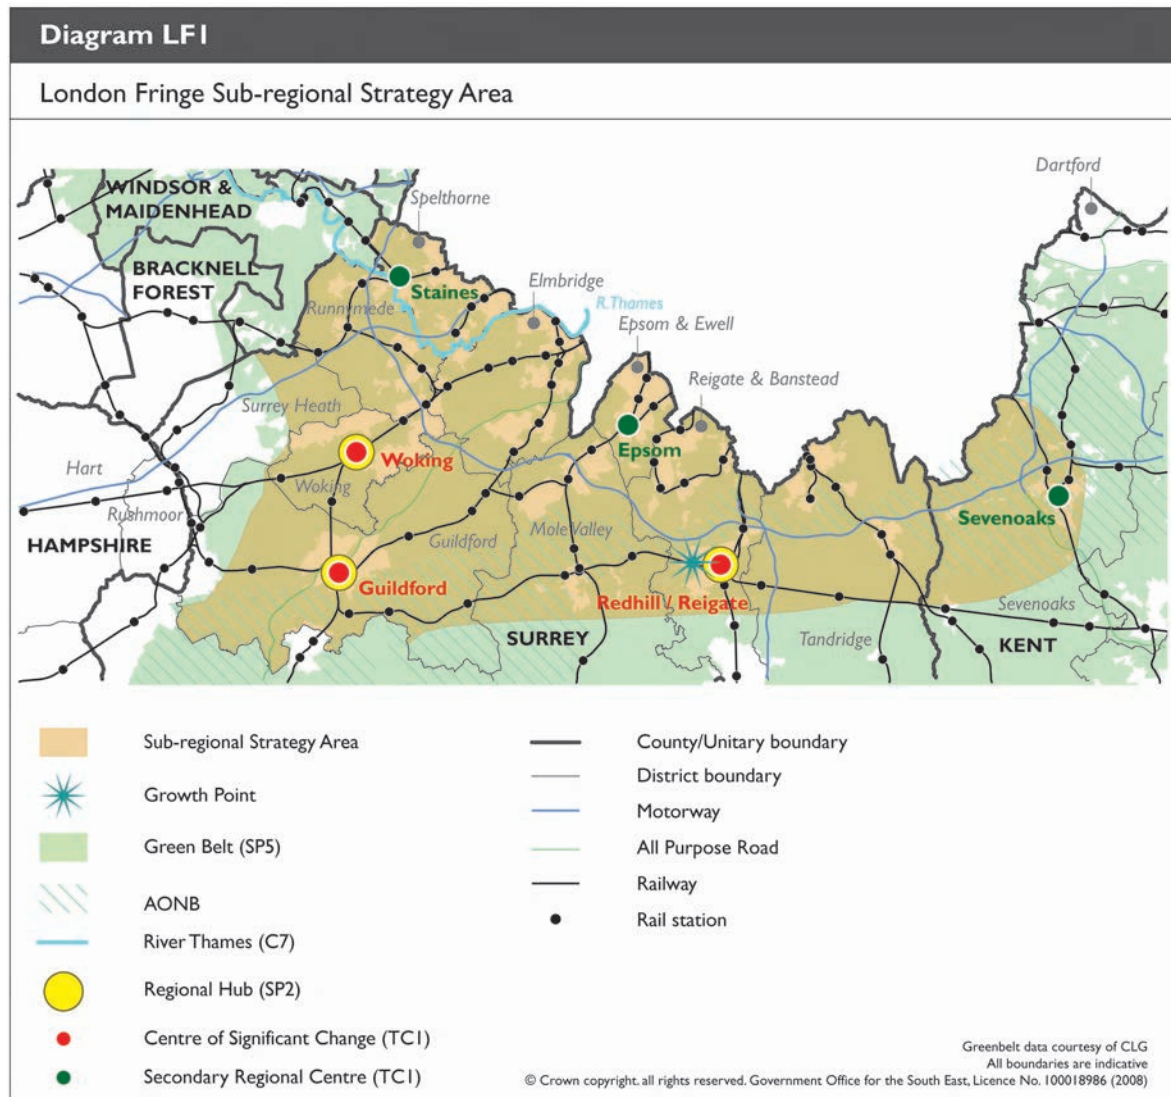 Diagram LF1
London Fringe Sub-regional Strategy Area
Dartford
WINDSOR &
MAIDENHEAD
Spelthorne
BRACKNELL
FOREST
Staines
Elmbridge
R.Thames
Runnymede
Epsom & Ewell
Reigate & Banstead
Surrey Heath
Epsom
Woking
Hart
Woking
Rushmoor
Sevenoaks
HAMPSHIRE
Mole Valley
Guildford
Guildford
Redhill / Reigate
Sevenoaks
SURREY
Tandridge
KENT
Sub-regional Strategy Area
Growth Point
Green Belt (SP5)
AONB
River Thames (C7)
Regional Hub (SP2)
Centre of Significant Change (TC1)
Secondary Regional Centre (TC1)
County/Unitary boundary
District boundary
Motorway
All Purpose Road
Railway
Rail station
Greenbelt data courtesy of CLG
All boundaries are indicative
© Crown copyright. all rights reserved. Government Office for the South East, Licence No. 100018986 (2008)